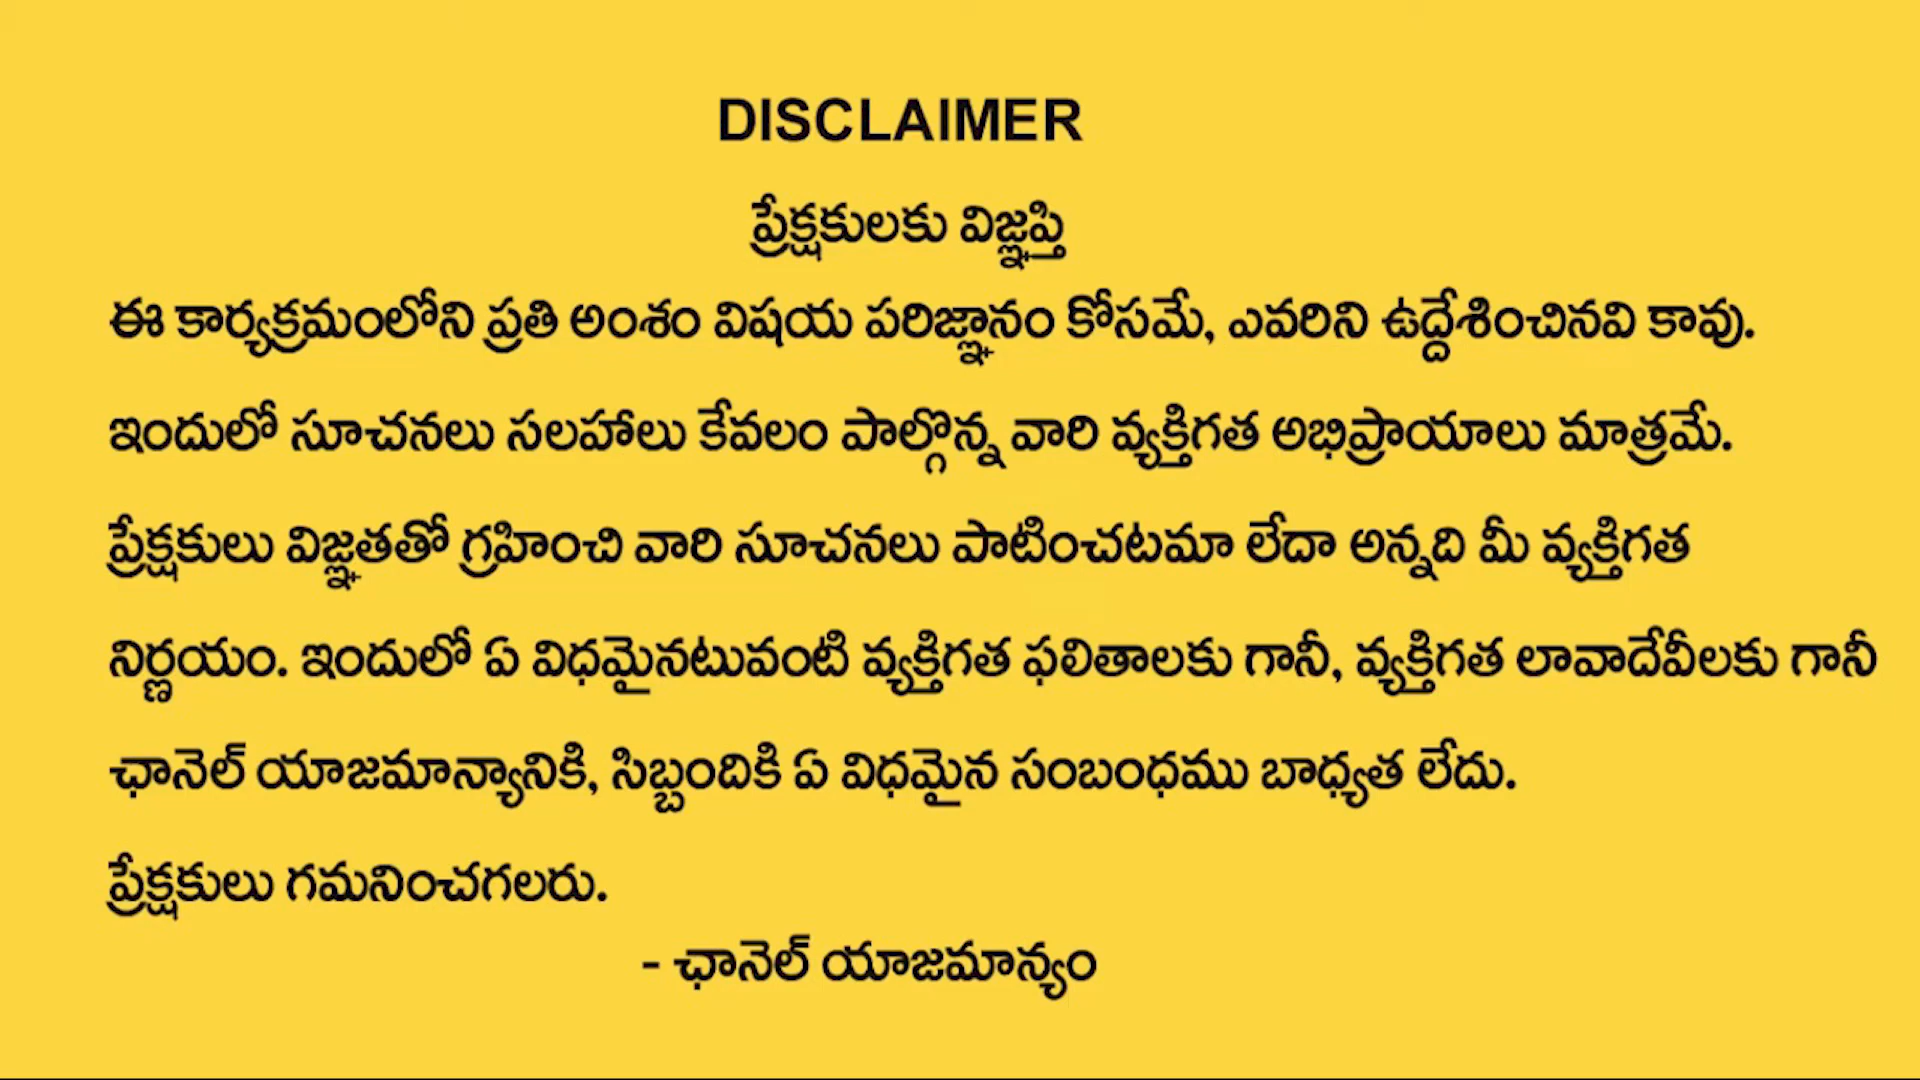 DISCLAIMER
ప్రేక్షకులకు విజ్ఞప్తి
ఈ కార్యక్రమంలోని ప్రతి అంశం విషయ పరిజ్ఞానం కోసమే, ఎవరిని ఉద్దేశించినవి కావు.
ఇందులో సూచనలు సలహాలు కేవలం పాల్గొన్న వారి వ్యక్తిగత అభిప్రాయాలు మాత్రమే.
ప్రేక్షకులు విజ్ఞతతో గ్రహించి వారి సూచనలు పాటించటమా లేదా అన్నది మీ వ్యక్తిగత
నిర్ణయం. ఇందులో ఏ విధమైనటువంటి వ్యక్తిగత ఫలితాలకు గానీ, వ్యక్తిగత లావాదేవీలకు గానీ
ఛానెల్ యాజమాన్యానికి, సిబ్బందికి ఏ విధమైన సంబంధము బాధ్యత లేదు.
ప్రేక్షకులు గమనించగలరు.
- ఛానెల్ యాజమాన్యం